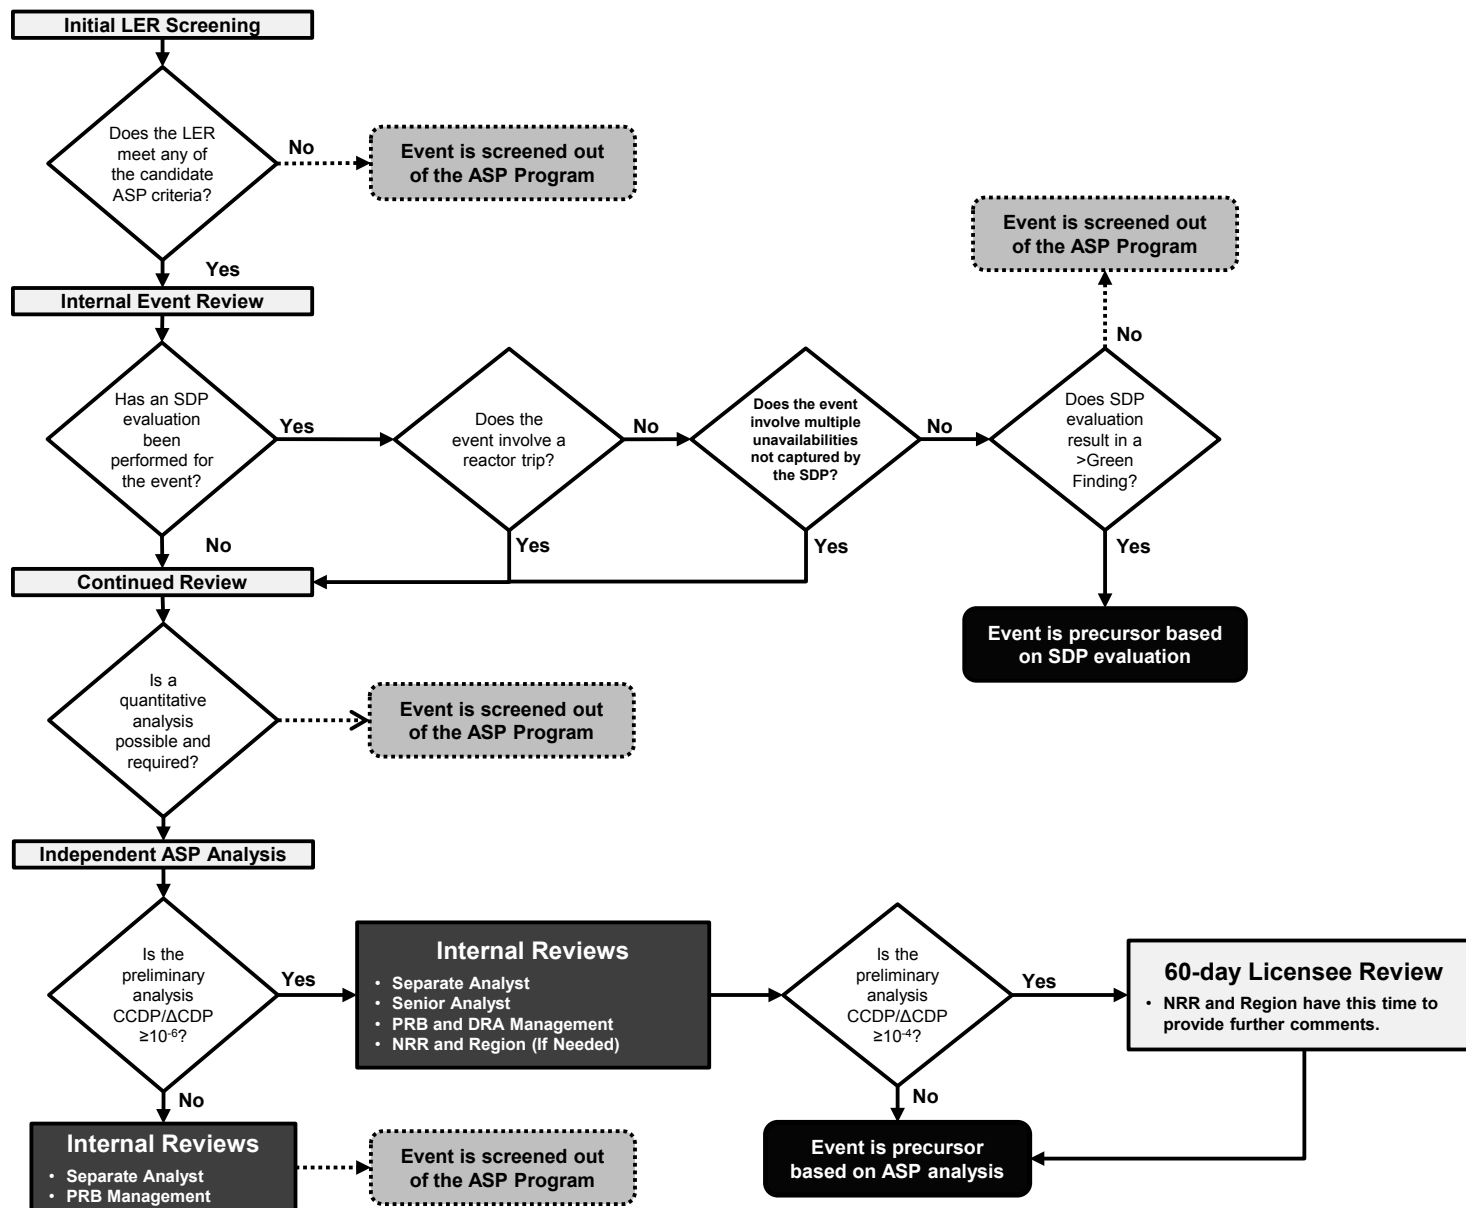 Initial LER Screening
Does the LER
meet any of
the candidate
ASP criteria?
No
Event is screened out
of the ASP Program
Yes
Internal Event Review
Has an SDP
evaluation
been
performed for
the event?
Yes
Does the
event involve a
reactor trip?
No
Does the event
involve multiple
unavailabilities
not captured by
the SDP?
No
Does SDP
evaluation
result in a
>Green
Finding?
No
Event is screened out
of the ASP Program
Yes
Event is precursor based
on SDP evaluation
No
Yes
Yes
Continued Review
Is a
quantitative
analysis
possible and
required?
Event is screened out
of the ASP Program
Independent ASP Analysis
Is the
preliminary
analysis
CCDP/ΔCDP
≥10⁻⁶?
Yes
Internal Reviews
• Separate Analyst
• Senior Analyst
• PRB and DRA Management
• NRR and Region (If Needed)
Is the
preliminary
analysis
CCDP/ΔCDP
≥10⁻⁴?
Yes
60-day Licensee Review
• NRR and Region have this time to
provide further comments.
No
Event is precursor
based on ASP analysis
No
Internal Reviews
• Separate Analyst
• PRB Management
Event is screened out
of the ASP Program